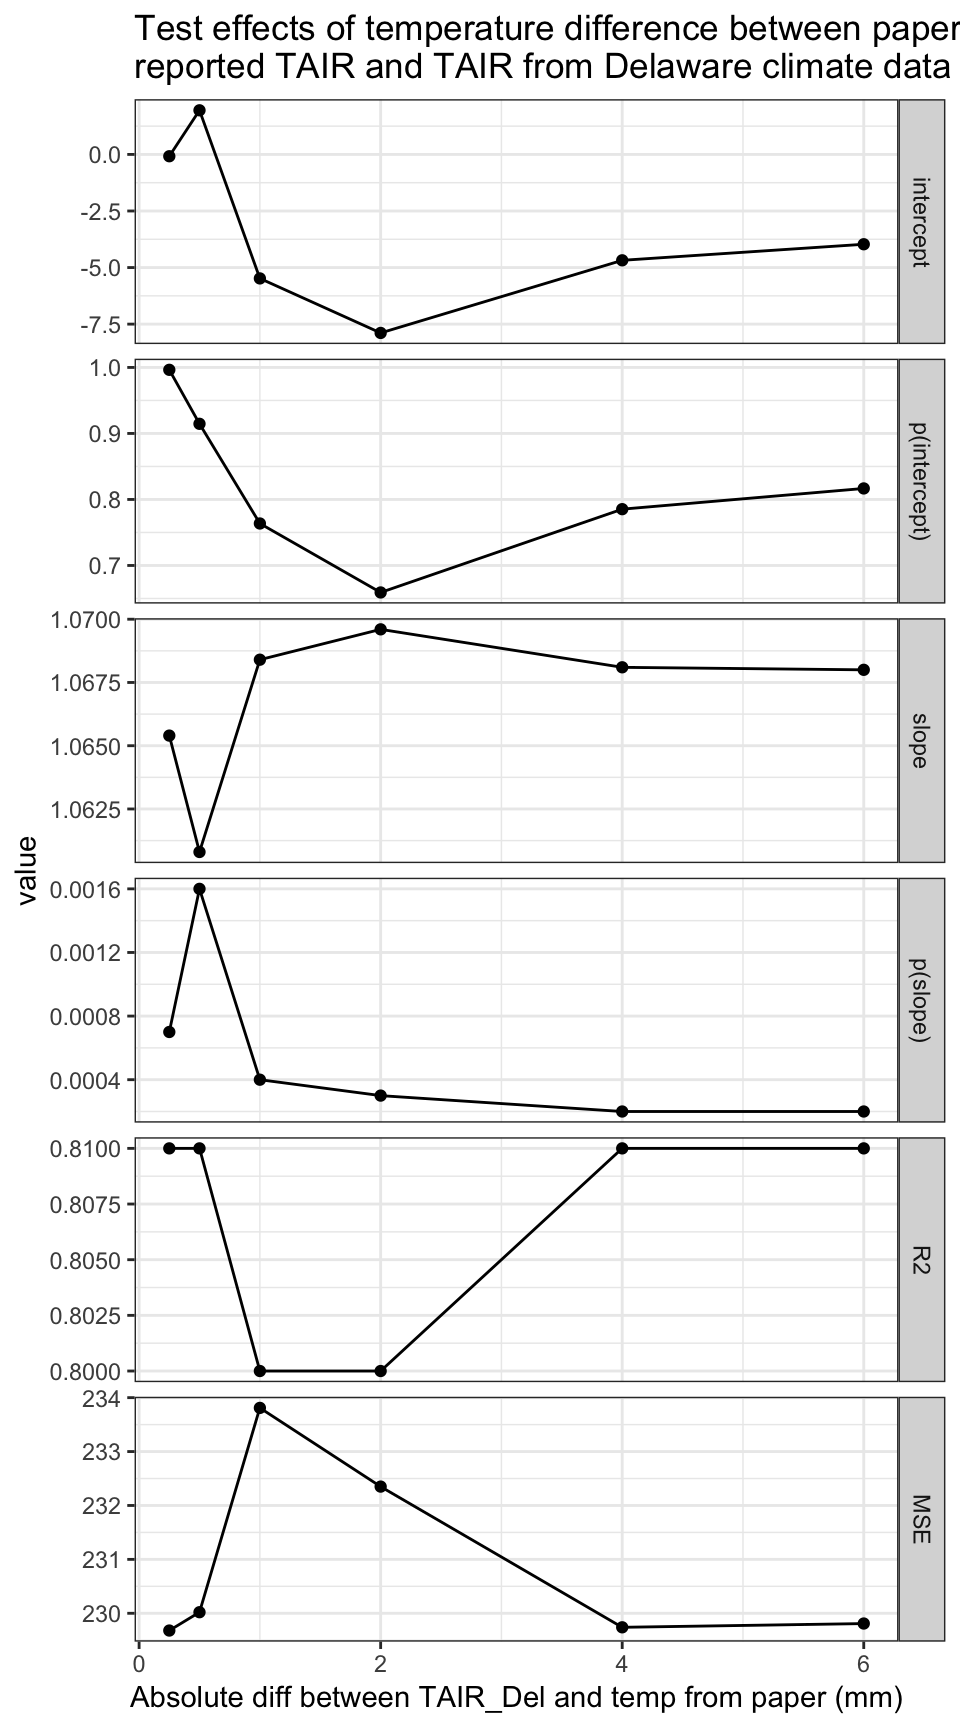 Test effects of temperature difference between paper
reported TAIR and TAIR from Delaware climate data
0.0
-2.5
-5.0
-7.5
intercept
1.0
0.9
0.8
0.7
p(intercept)
1.0700
1.0675
1.0650
1.0625
slope
value
0.0016
0.0012
0.0008
0.0004
p(slope)
0.8100
0.8075
0.8050
0.8025
0.8000
R2
234
233
232
231
230
MSE
0 2 4 6
Absolute diff between TAIR_Del and temp from paper (mm)